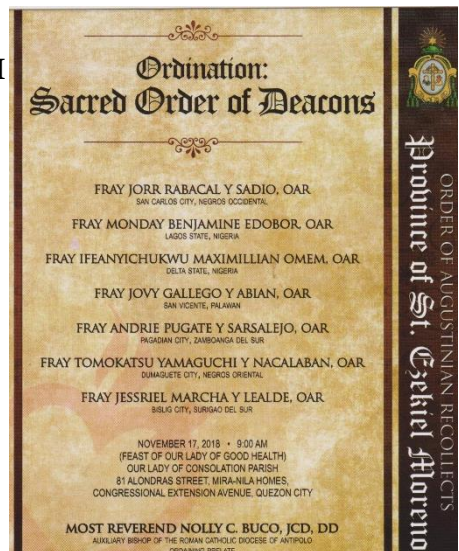 Ordination:
Sacred Order of Deacons
FRAY JORR RABACAL Y SADIO, OAR
SAN CARLOS CITY, NEGROS OCCIDENTAL
FRAY MONDAY BENJAMINE EDOBOR, OAR
LAGOS STATE, NIGERIA
FRAY IFEANYICHUKWU MAXIMILLIAN OMEM, OAR
DELTA STATE, NIGERIA
FRAY JOVY GALLEGO Y ABIAN, OAR
SAN VICENTE, PALAWAN
FRAY ANDRIE PUGATE Y SARSALEJO, OAR
PAGADIAN CITY, ZAMBOANGA DEL SUR
FRAY TOMOKATSU YAMAGUCHI Y NACALABAN, OAR
DUMAGUETE CITY, NEGROS ORIENTAL
FRAY JESSRIEL MARCHA Y LEALDE, OAR
BISLIG CITY, SURIGAO DEL SUR
NOVEMBER 17, 2018 • 9:00 AM
(FEAST OF OUR LADY OF GOOD HEALTH)
OUR LADY OF CONSOLATION PARISH
81 ALONDRAS STREET, MIRA-NILA HOMES,
CONGRESSIONAL EXTENSION AVENUE, QUEZON CITY
MOST REVEREND NOLLY C. BUCO, JCD, DD
AUXILIARY BISHOP OF THE ROMAN CATHOLIC DIOCESE OF ANTIPOLO
ORDAINING PRELATE
ORDER OF AUGUSTINIAN RECOLLECTS
Province of St. Ezekiel Moreno